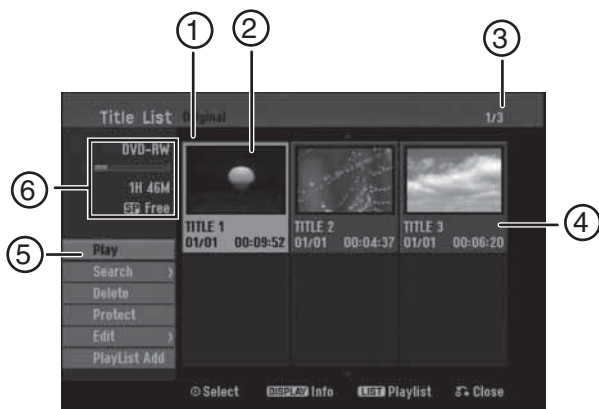 ① ② ③
Title List Original 1/3
DVD-RW
1H 46M
SP Free
⑥
TITLE 1 TITLE 2 TITLE 3
01/01 00:09:52 01/01 00:04:37 01/01 00:06:20
④
⑤
Play
Search
Delete
Protect
Edit
PlayList Add
Select DISPLAY Info LIST Playlist Close